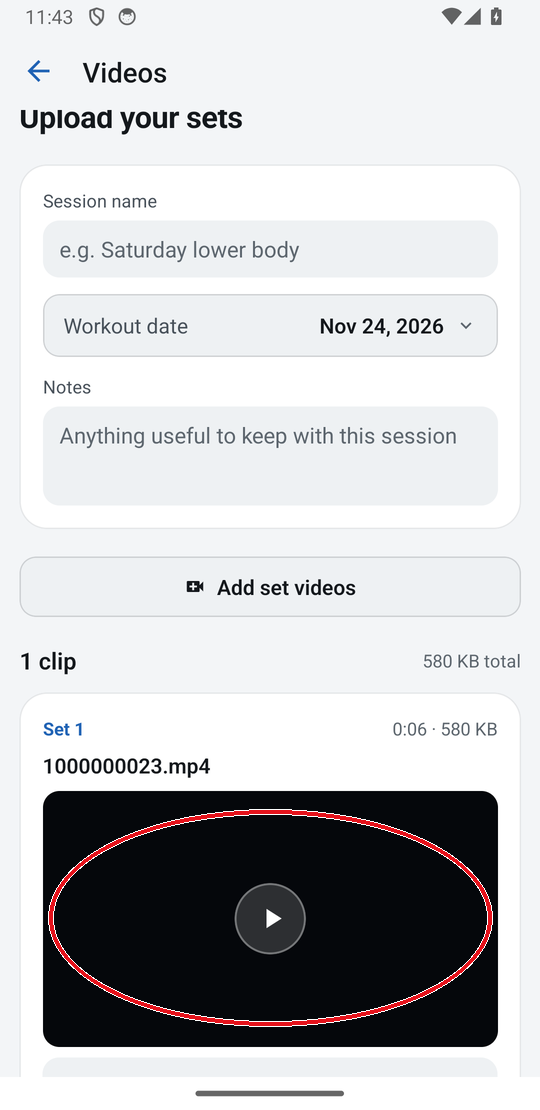 11:43
Videos
Upload your sets
Session name
e.g. Saturday lower body
Workout date Nov 24, 2026
Notes
Anything useful to keep with this session
Add set videos
1 clip 580 KB total
Set 1 0:06 · 580 KB
1000000023.mp4